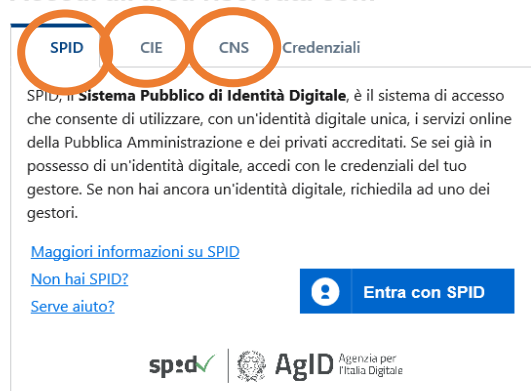 SPID CIE CNS Credenziali
SPID, il Sistema Pubblico di Identità Digitale, è il sistema di accesso
che consente di utilizzare, con un'identità digitale unica, i servizi online
della Pubblica Amministrazione e dei privati accreditati. Se sei già in
possesso di un'identità digitale, accedi con le credenziali del tuo
gestore. Se non hai ancora un'identità digitale, richiedila ad uno dei
gestori.
Maggiori informazioni su SPID
Non hai SPID?
Serve aiuto?
Entra con SPID
spid
AgID Agenzia per
l'Italia Digitale